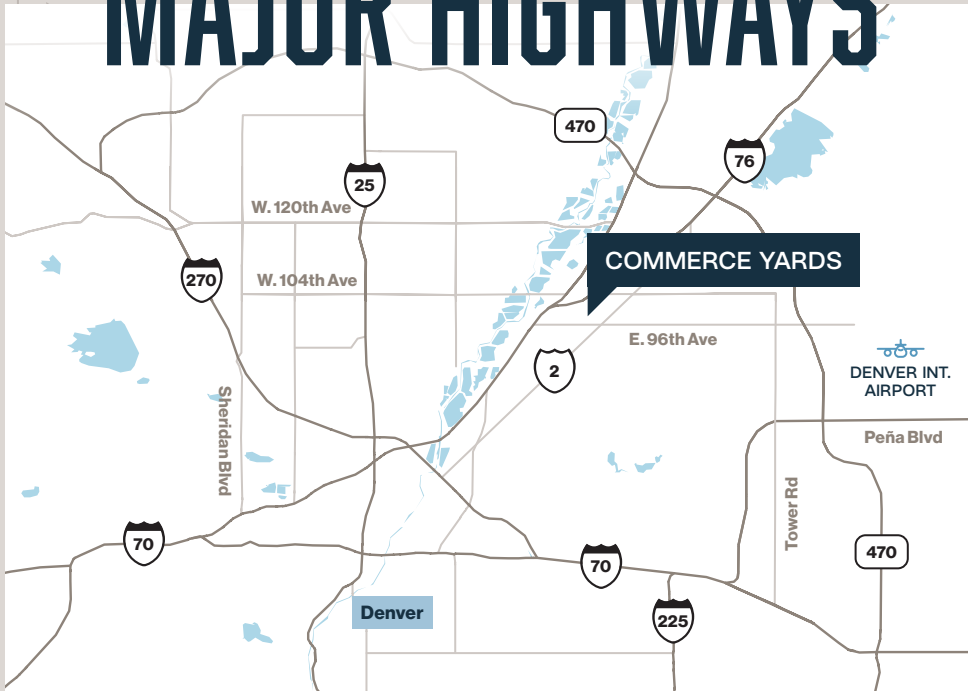 MAJOR HIGHWAYS
470
76
25
W. 120th Ave
COMMERCE YARDS
270
W. 104th Ave
E. 96th Ave
2
DENVER INT.
AIRPORT
Sheridan Blvd
Peña Blvd
Tower Rd
70
70
470
Denver
225